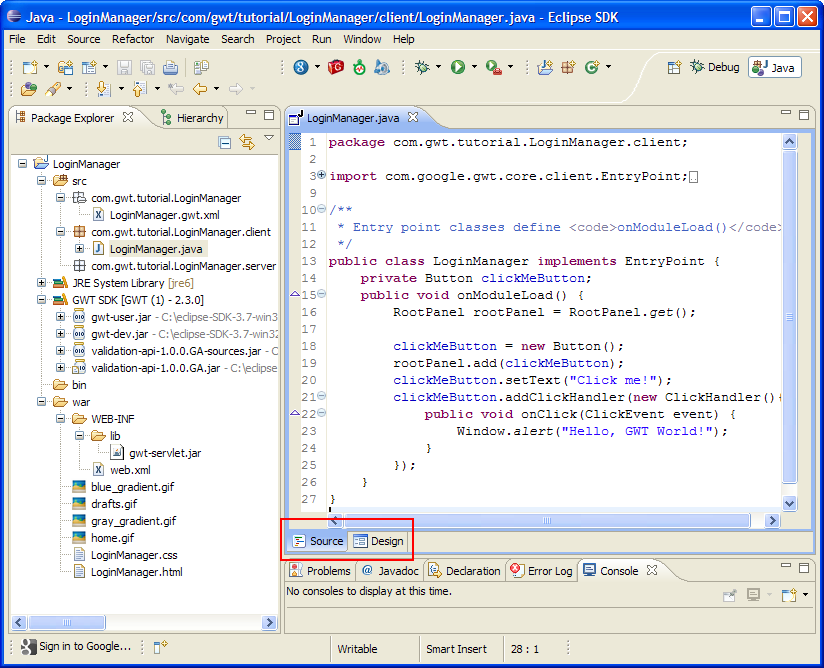 Java - LoginManager/src/com/gwt/tutorial/LoginManager/client/LoginManager.java - Eclipse SDK
File Edit Source Refactor Navigate Search Project Run Window Help
Debug Java
Package Explorer Hierarchy
LoginManager
src
com.gwt.tutorial.LoginManager
LoginManager.gwt.xml
com.gwt.tutorial.LoginManager.client
LoginManager.java
com.gwt.tutorial.LoginManager.server
JRE System Library [jre6]
GWT SDK [GWT (1) - 2.3.0]
gwt-user.jar - C:\eclipse-SDK-3.7-win3
gwt-dev.jar - C:\eclipse-SDK-3.7-win32
validation-api-1.0.0.GA-sources.jar - C:
validation-api-1.0.0.GA.jar - C:\eclipse
bin
war
WEB-INF
lib
gwt-servlet.jar
web.xml
blue_gradient.gif
drafts.gif
gray_gradient.gif
home.gif
LoginManager.css
LoginManager.html
LoginManager.java
1 package com.gwt.tutorial.LoginManager.client;
2
3 import com.google.gwt.core.client.EntryPoint;
9
10 /**
11 * Entry point classes define <code>onModuleLoad()</code>
12 */
13 public class LoginManager implements EntryPoint {
14 private Button clickMeButton;
15 public void onModuleLoad() {
16 RootPanel rootPanel = RootPanel.get();
17
18 clickMeButton = new Button();
19 rootPanel.add(clickMeButton);
20 clickMeButton.setText("Click me!");
21 clickMeButton.addClickHandler(new ClickHandler(){
22 public void onClick(ClickEvent event) {
23 Window.alert("Hello, GWT World!");
24 }
25 });
26 }
27 }
Source Design
Problems @ Javadoc Declaration Error Log Console
No consoles to display at this time.
Sign in to Google... Writable Smart Insert 28 : 1